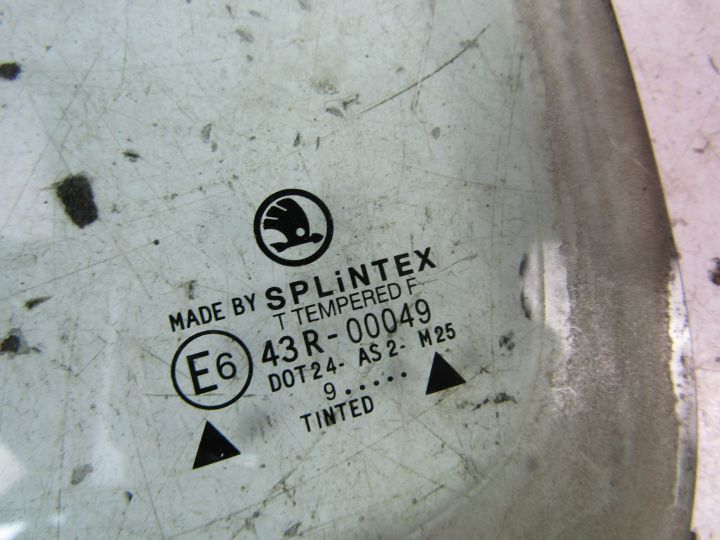 MADE BY SPLiNTEX
T TEMPERED F
E6 43R-00049
DOT24- AS2- M25
9.....
TINTED